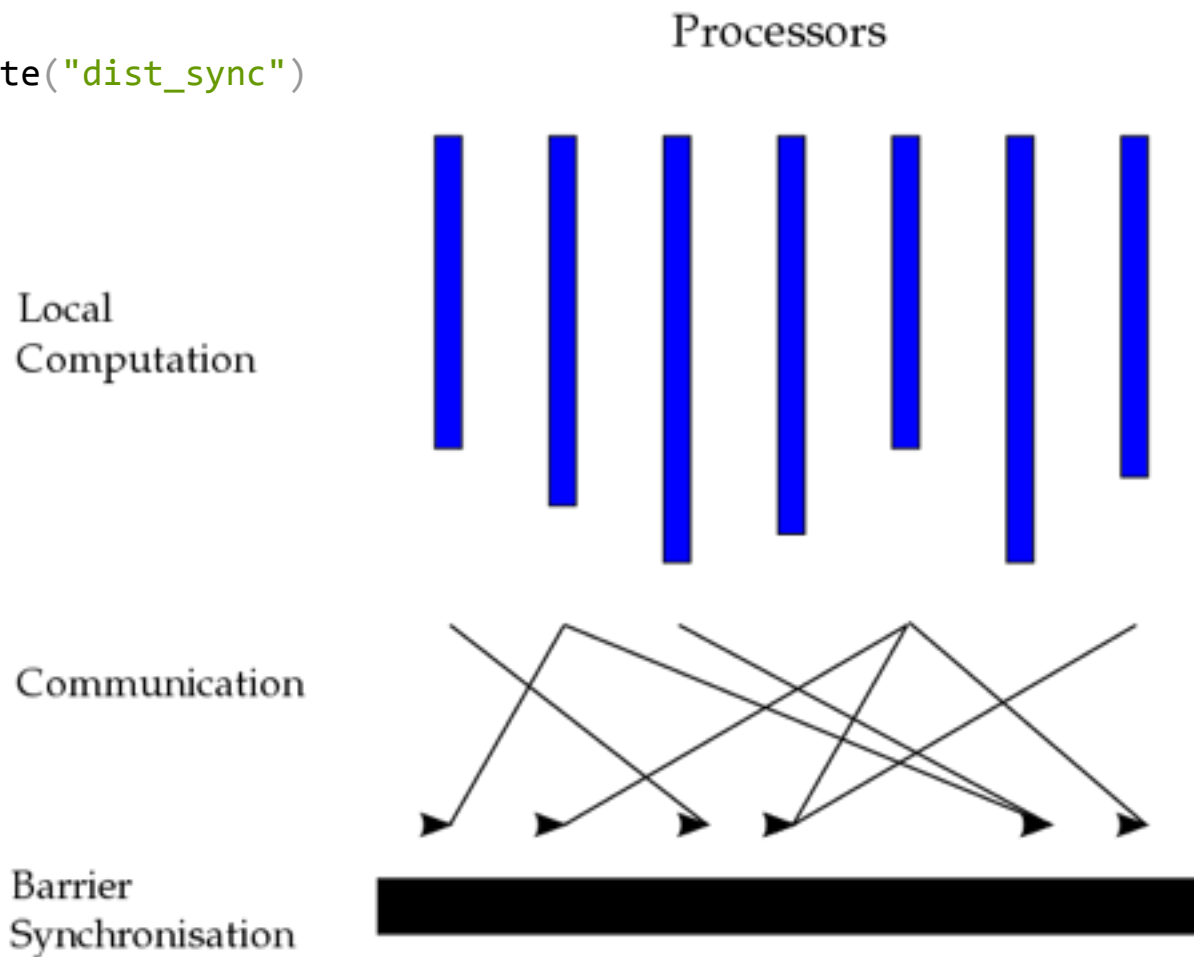 Processors
te("dist_sync")
Local
Computation
Communication
Barrier
Synchronisation